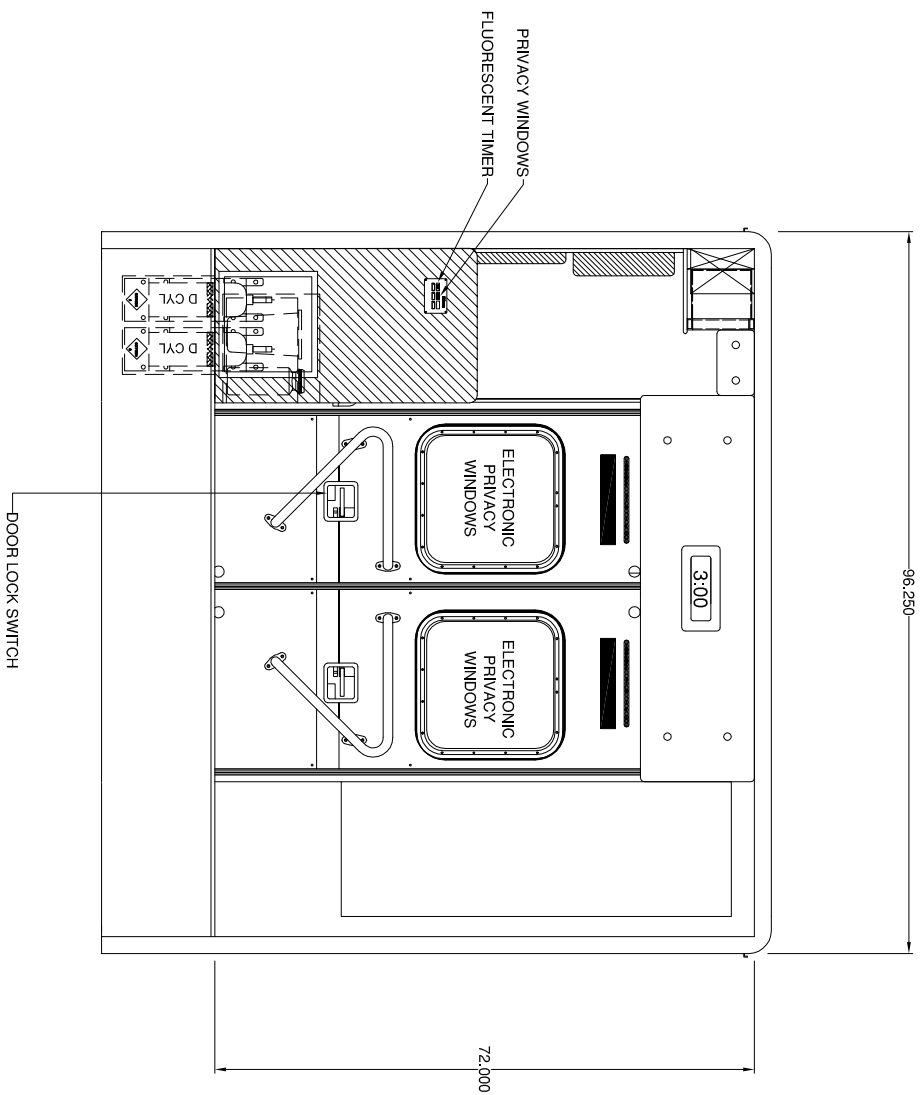 PRIVACY WINDOWS
FLUORESCENT TIMER
96.250
72.000
3:00
ELECTRONIC
PRIVACY
WINDOWS
ELECTRONIC
PRIVACY
WINDOWS
D CYL
D CYL
DOOR LOCK SWITCH